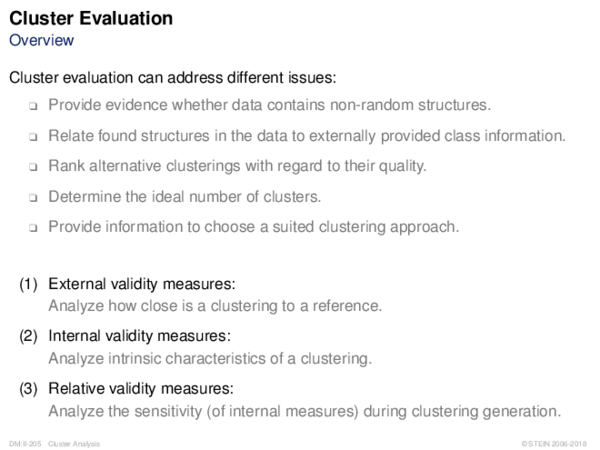 Cluster Evaluation
Overview
Cluster evaluation can address different issues:
❑ Provide evidence whether data contains non-random structures.
❑ Relate found structures in the data to externally provided class information.
❑ Rank alternative clusterings with regard to their quality.
❑ Determine the ideal number of clusters.
❑ Provide information to choose a suited clustering approach.
(1) External validity measures:
Analyze how close is a clustering to a reference.
(2) Internal validity measures:
Analyze intrinsic characteristics of a clustering.
(3) Relative validity measures:
Analyze the sensitivity (of internal measures) during clustering generation.
DM:II-205 Cluster Analysis
© STEIN 2006-2018